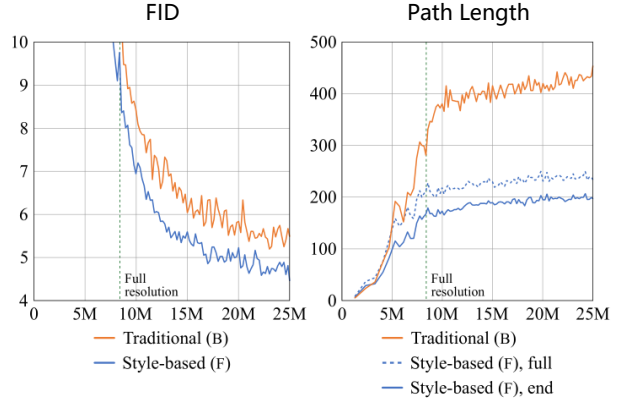 FID
Path Length
10
9
8
7
6
5
4
Full
resolution
0 5M 10M 15M 20M 25M
Traditional (B)
Style-based (F)
500
400
300
200
100
0
Full
resolution
0 5M 10M 15M 20M 25M
Traditional (B)
Style-based (F), full
Style-based (F), end